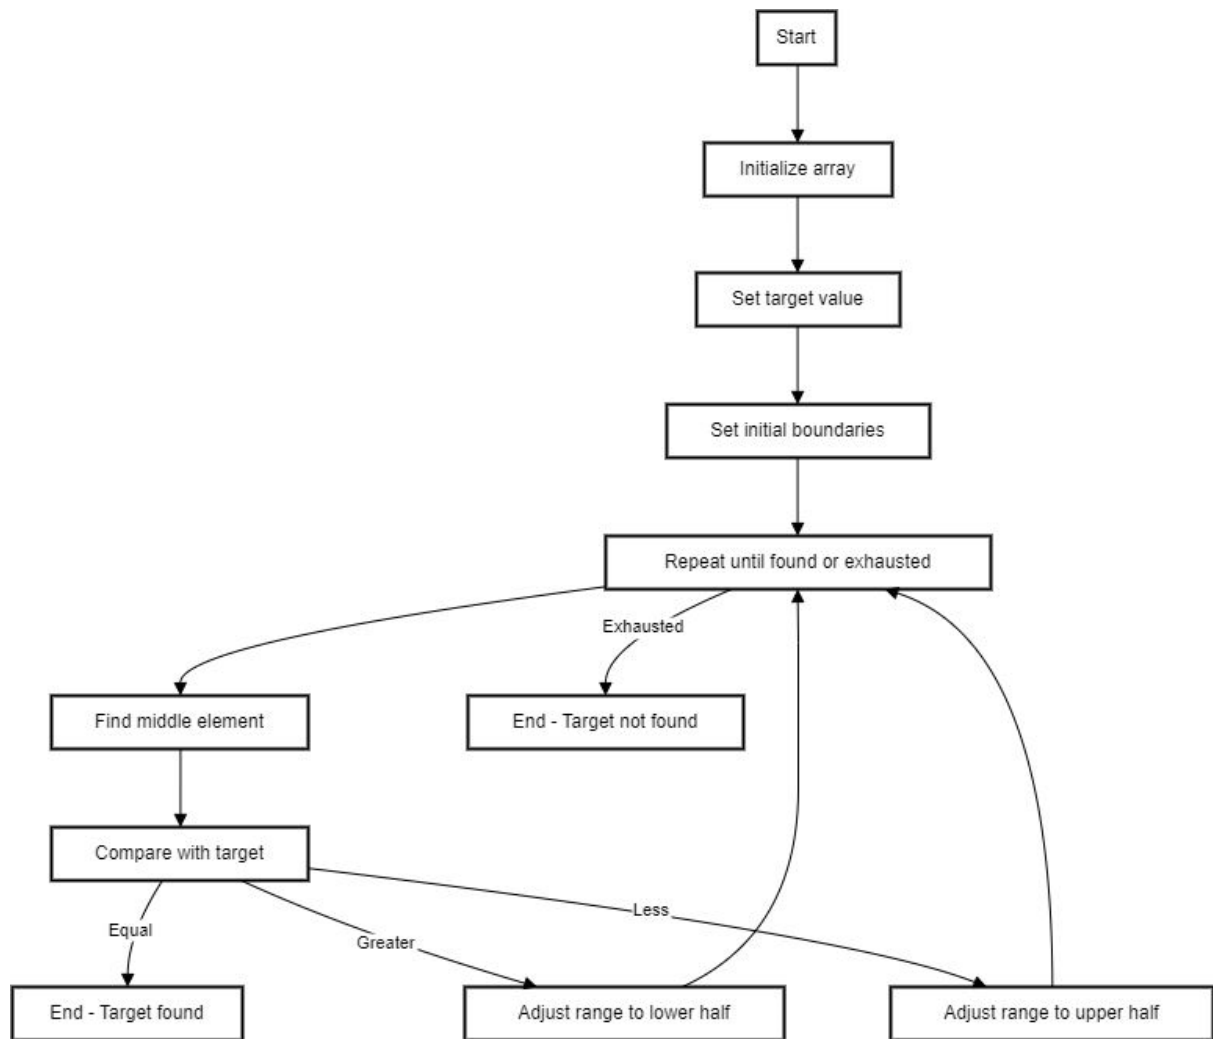 Start
Initialize array
Set target value
Set initial boundaries
Repeat until found or exhausted
Exhausted
Find middle element
End - Target not found
Compare with target
Less
Equal
Greater
End - Target found
Adjust range to lower half
Adjust range to upper half